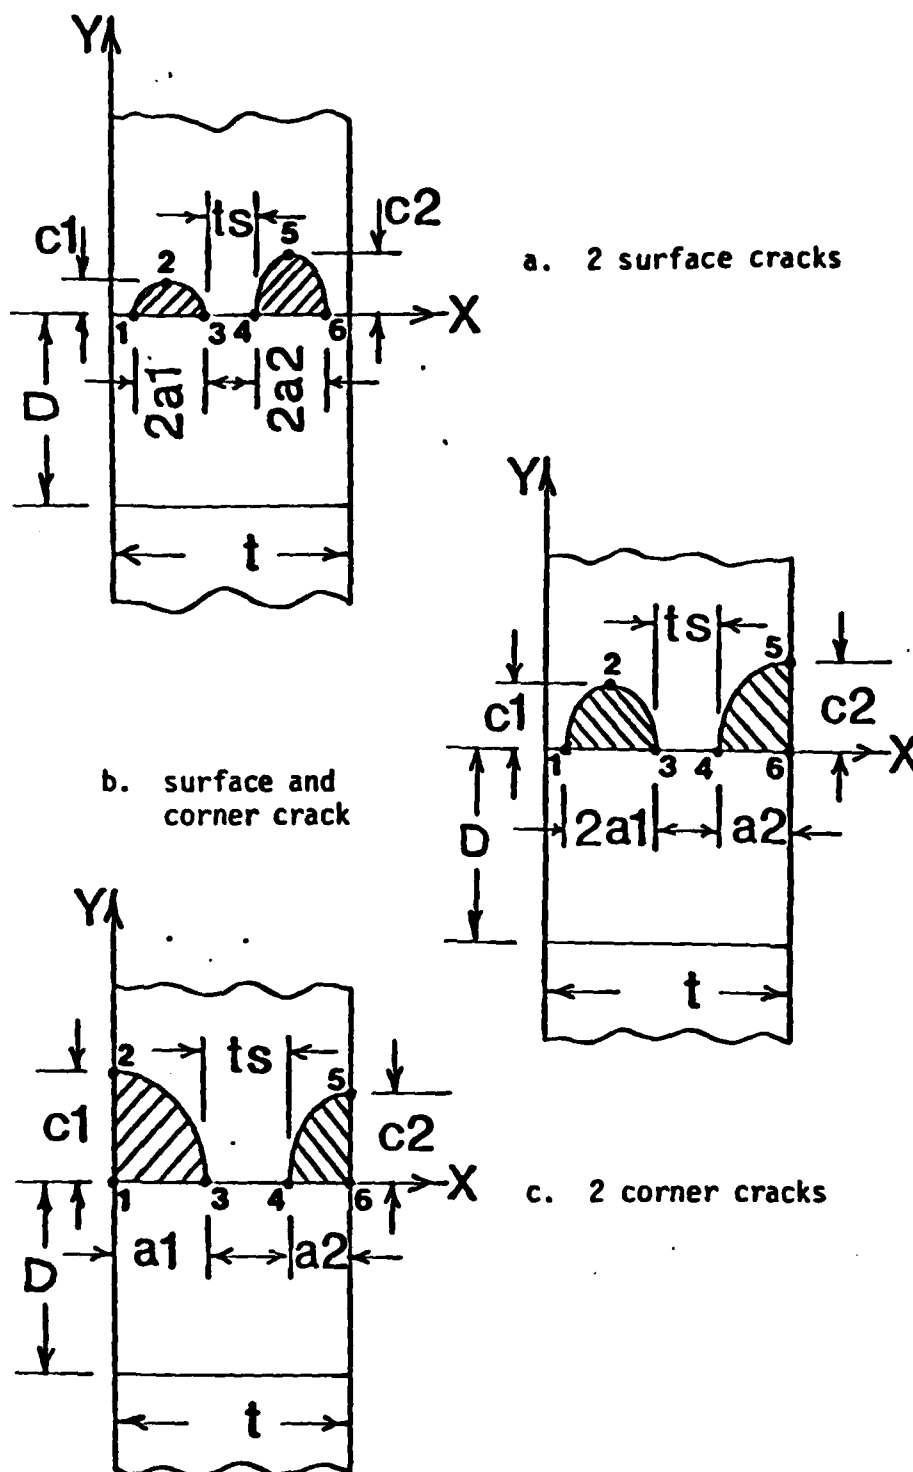 Y
c1
ts
c2
2
5
a. 2 surface cracks
1
3
4
6
X
D
2a1
2a2
t
Y
ts
5
2
c1
c2
b. surface and
corner crack
1
3
4
6
X
D
2a1
a2
t
Y
2
ts
5
c1
c2
1
3
4
6
X
c. 2 corner cracks
D
a1
a2
t